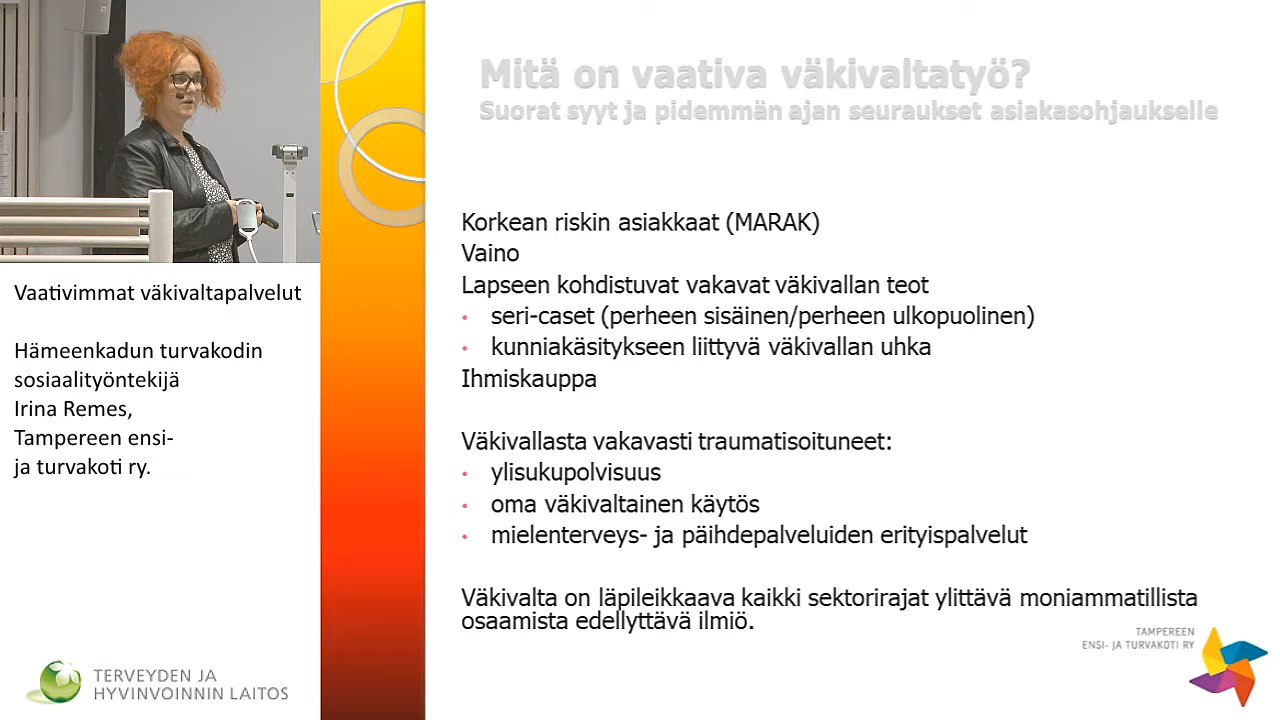 Vaativimmat väkivaltapalvelut
Hämeenkadun turvakodin
sosiaalityöntekijä
Irina Remes,
Tampereen ensi-
ja turvakoti ry.
TERVEYDEN JA
HYVINVOINNIN LAITOS
Mitä on vaativa väkivaltatyö?
Suorat syyt ja pidemmän ajan seuraukset asiakasohjaukselle
Korkean riskin asiakkaat (MARAK)
Vaino
Lapseen kohdistuvat vakavat väkivallan teot
• seri-caset (perheen sisäinen/perheen ulkopuolinen)
• kunniakäsitykseen liittyvä väkivallan uhka
Ihmiskauppa
Väkivallasta vakavasti traumatisoituneet:
• ylisukupolvisuus
• oma väkivaltainen käytös
• mielenterveys- ja päihdepalveluiden erityispalvelut
Väkivalta on läpileikkaava kaikki sektorirajat ylittävä moniammatillista
osaamista edellyttävä ilmiö.
TAMPEREEN
ENSI- JA TURVAKOTI RY